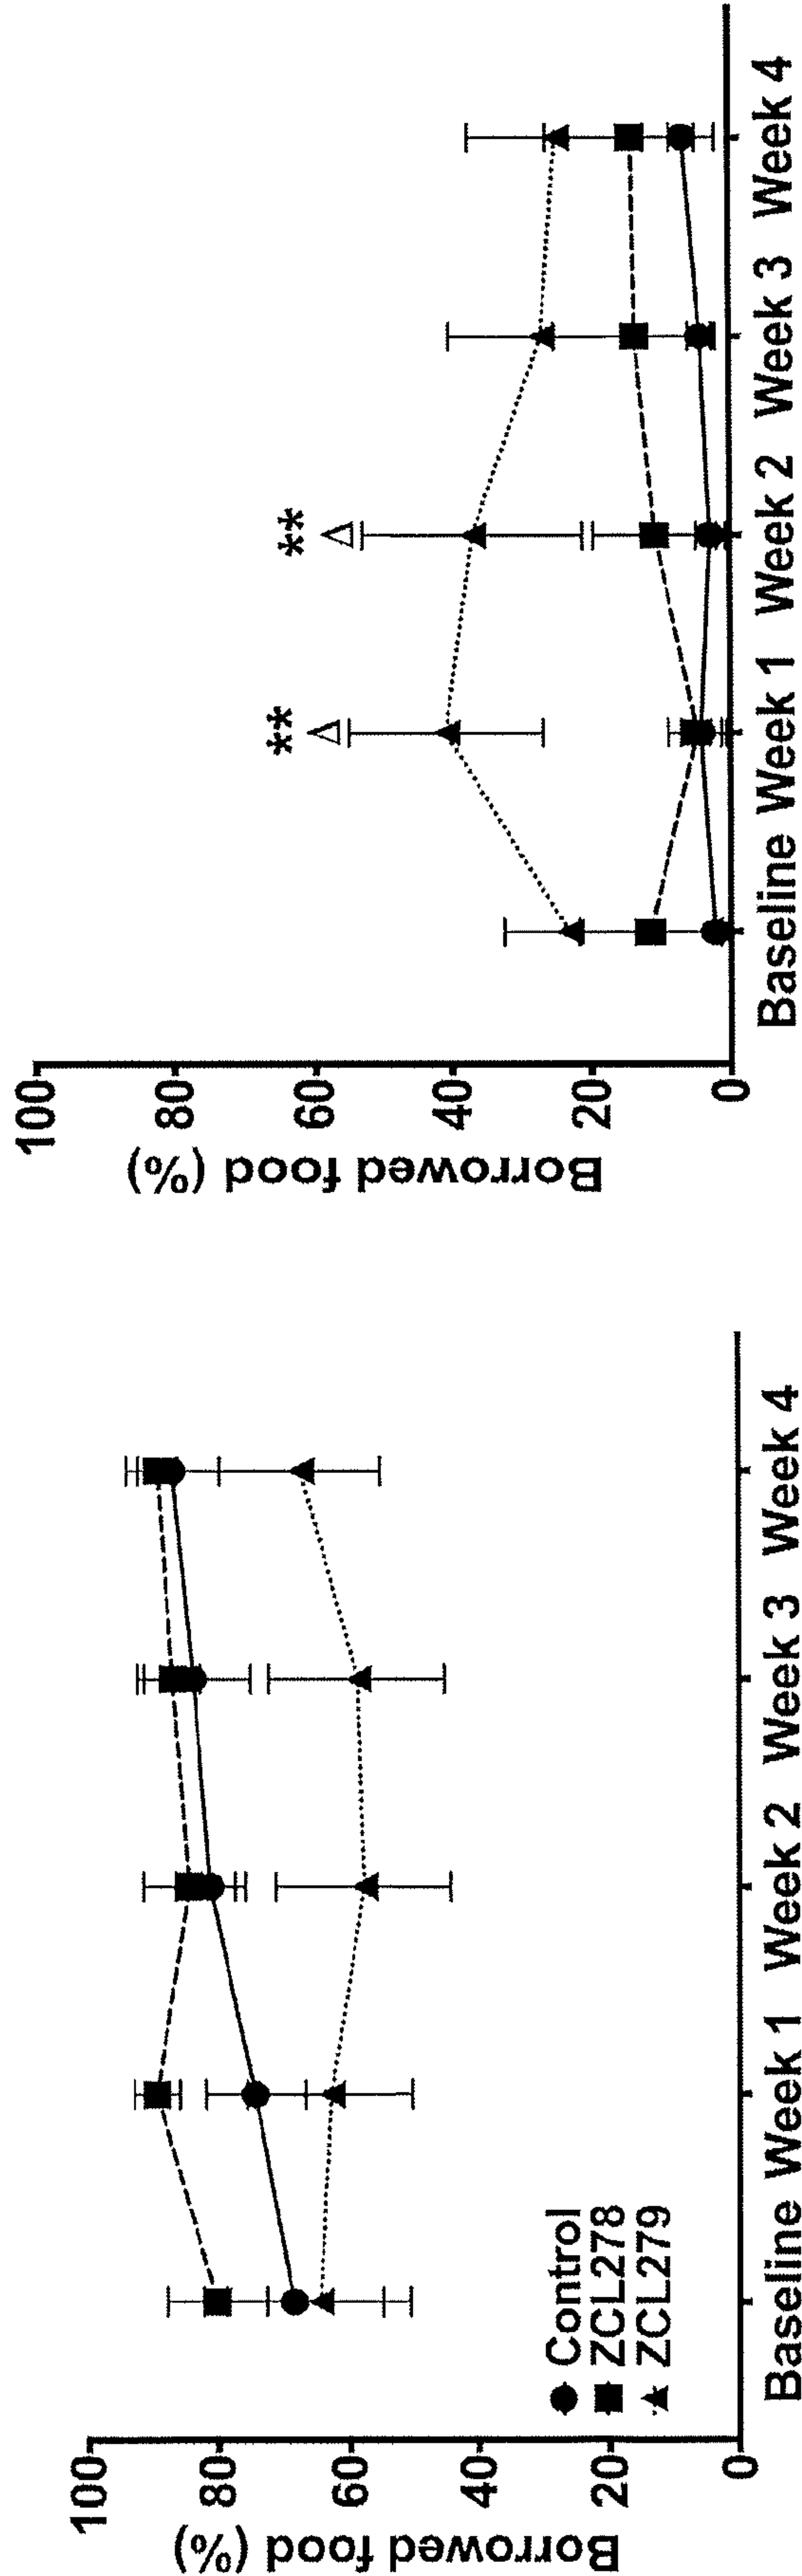 100
80
60
40
20
0
Borrowed food (%)
Control
ZCL278
ZCL279
Baseline Week 1 Week 2 Week 3 Week 4
100
80
60
40
20
0
Borrowed food (%)
**
**
Baseline Week 1 Week 2 Week 3 Week 4